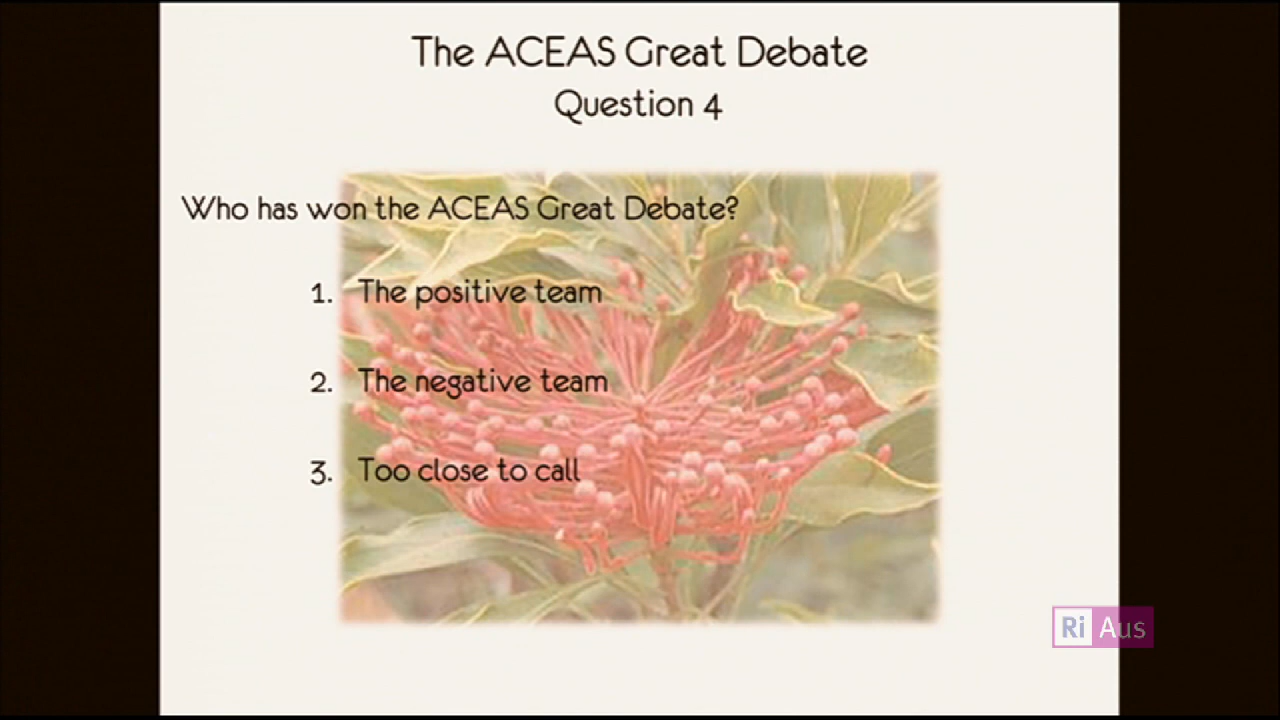 The ACEAS Great Debate
Question 4
Who has won the ACEAS Great Debate?
1. The positive team
2. The negative team
3. Too close to call
Ri Aus